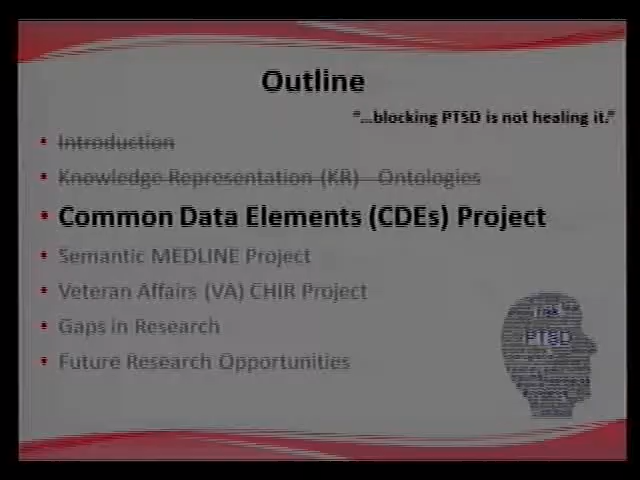 Outline
"...blocking PTSD is not healing it."
• Introduction
• Knowledge Representation (KR) - Ontologies
• Common Data Elements (CDEs) Project
• Semantic MEDLINE Project
• Veteran Affairs (VA) CHIR Project
• Gaps in Research
• Future Research Opportunities
risk
PTSD